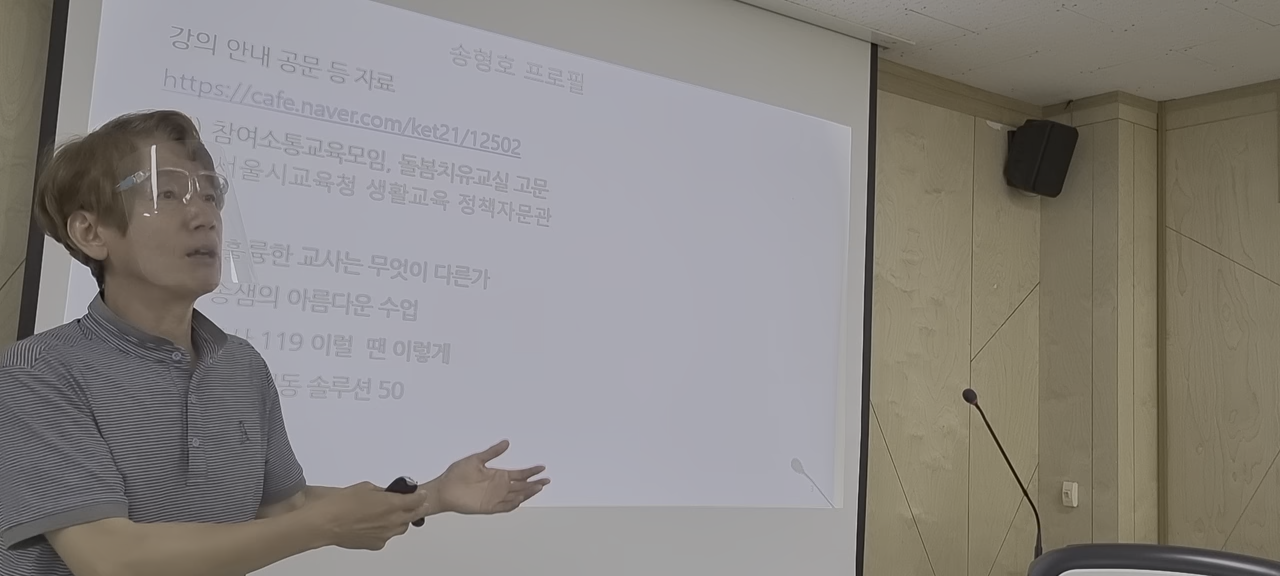 송형호 프로필
강의 안내 공문 등 자료
https://cafe.naver.com/ket21/12502
) 참여소통교육모임, 돌봄치유교실 고문
서울시교육청 생활교육 정책자문관
훌륭한 교사는 무엇이 다른가
송샘의 아름다운 수업
119 이럴 땐 이렇게
솔루션 50